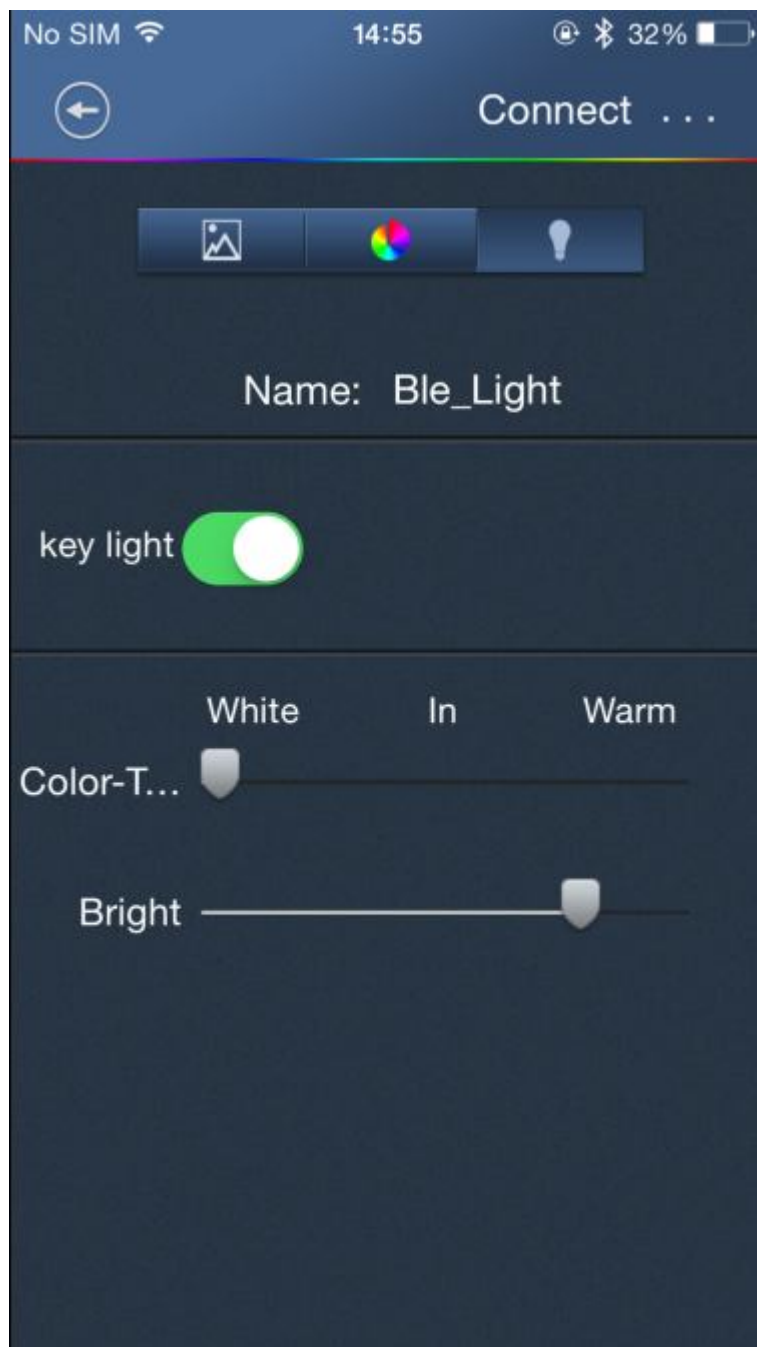 No SIM 14:55 32%
Connect ...
Name: Ble_Light
key light
White In Warm
Color-T...
Bright